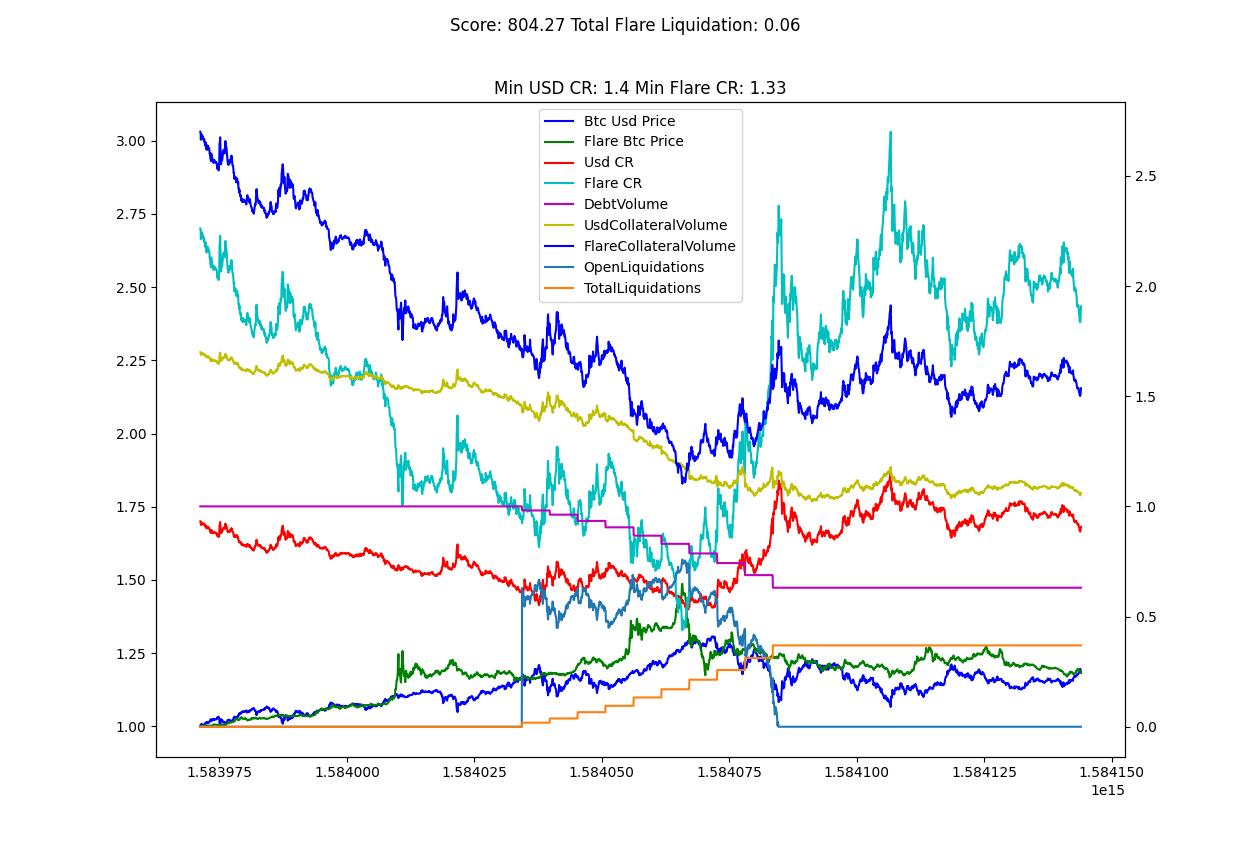 Score: 804.27 Total Flare Liquidation: 0.06
Min USD CR: 1.4 Min Flare CR: 1.33
Btc Usd Price
Flare Btc Price
Usd CR
Flare CR
DebtVolume
UsdCollateralVolume
FlareCollateralVolume
OpenLiquidations
TotalLiquidations
3.00
2.75
2.50
2.25
2.00
1.75
1.50
1.25
1.00
2.5
2.0
1.5
1.0
0.5
0.0
1.583975 1.584000 1.584025 1.584050 1.584075 1.584100 1.584125 1.584150
1e15